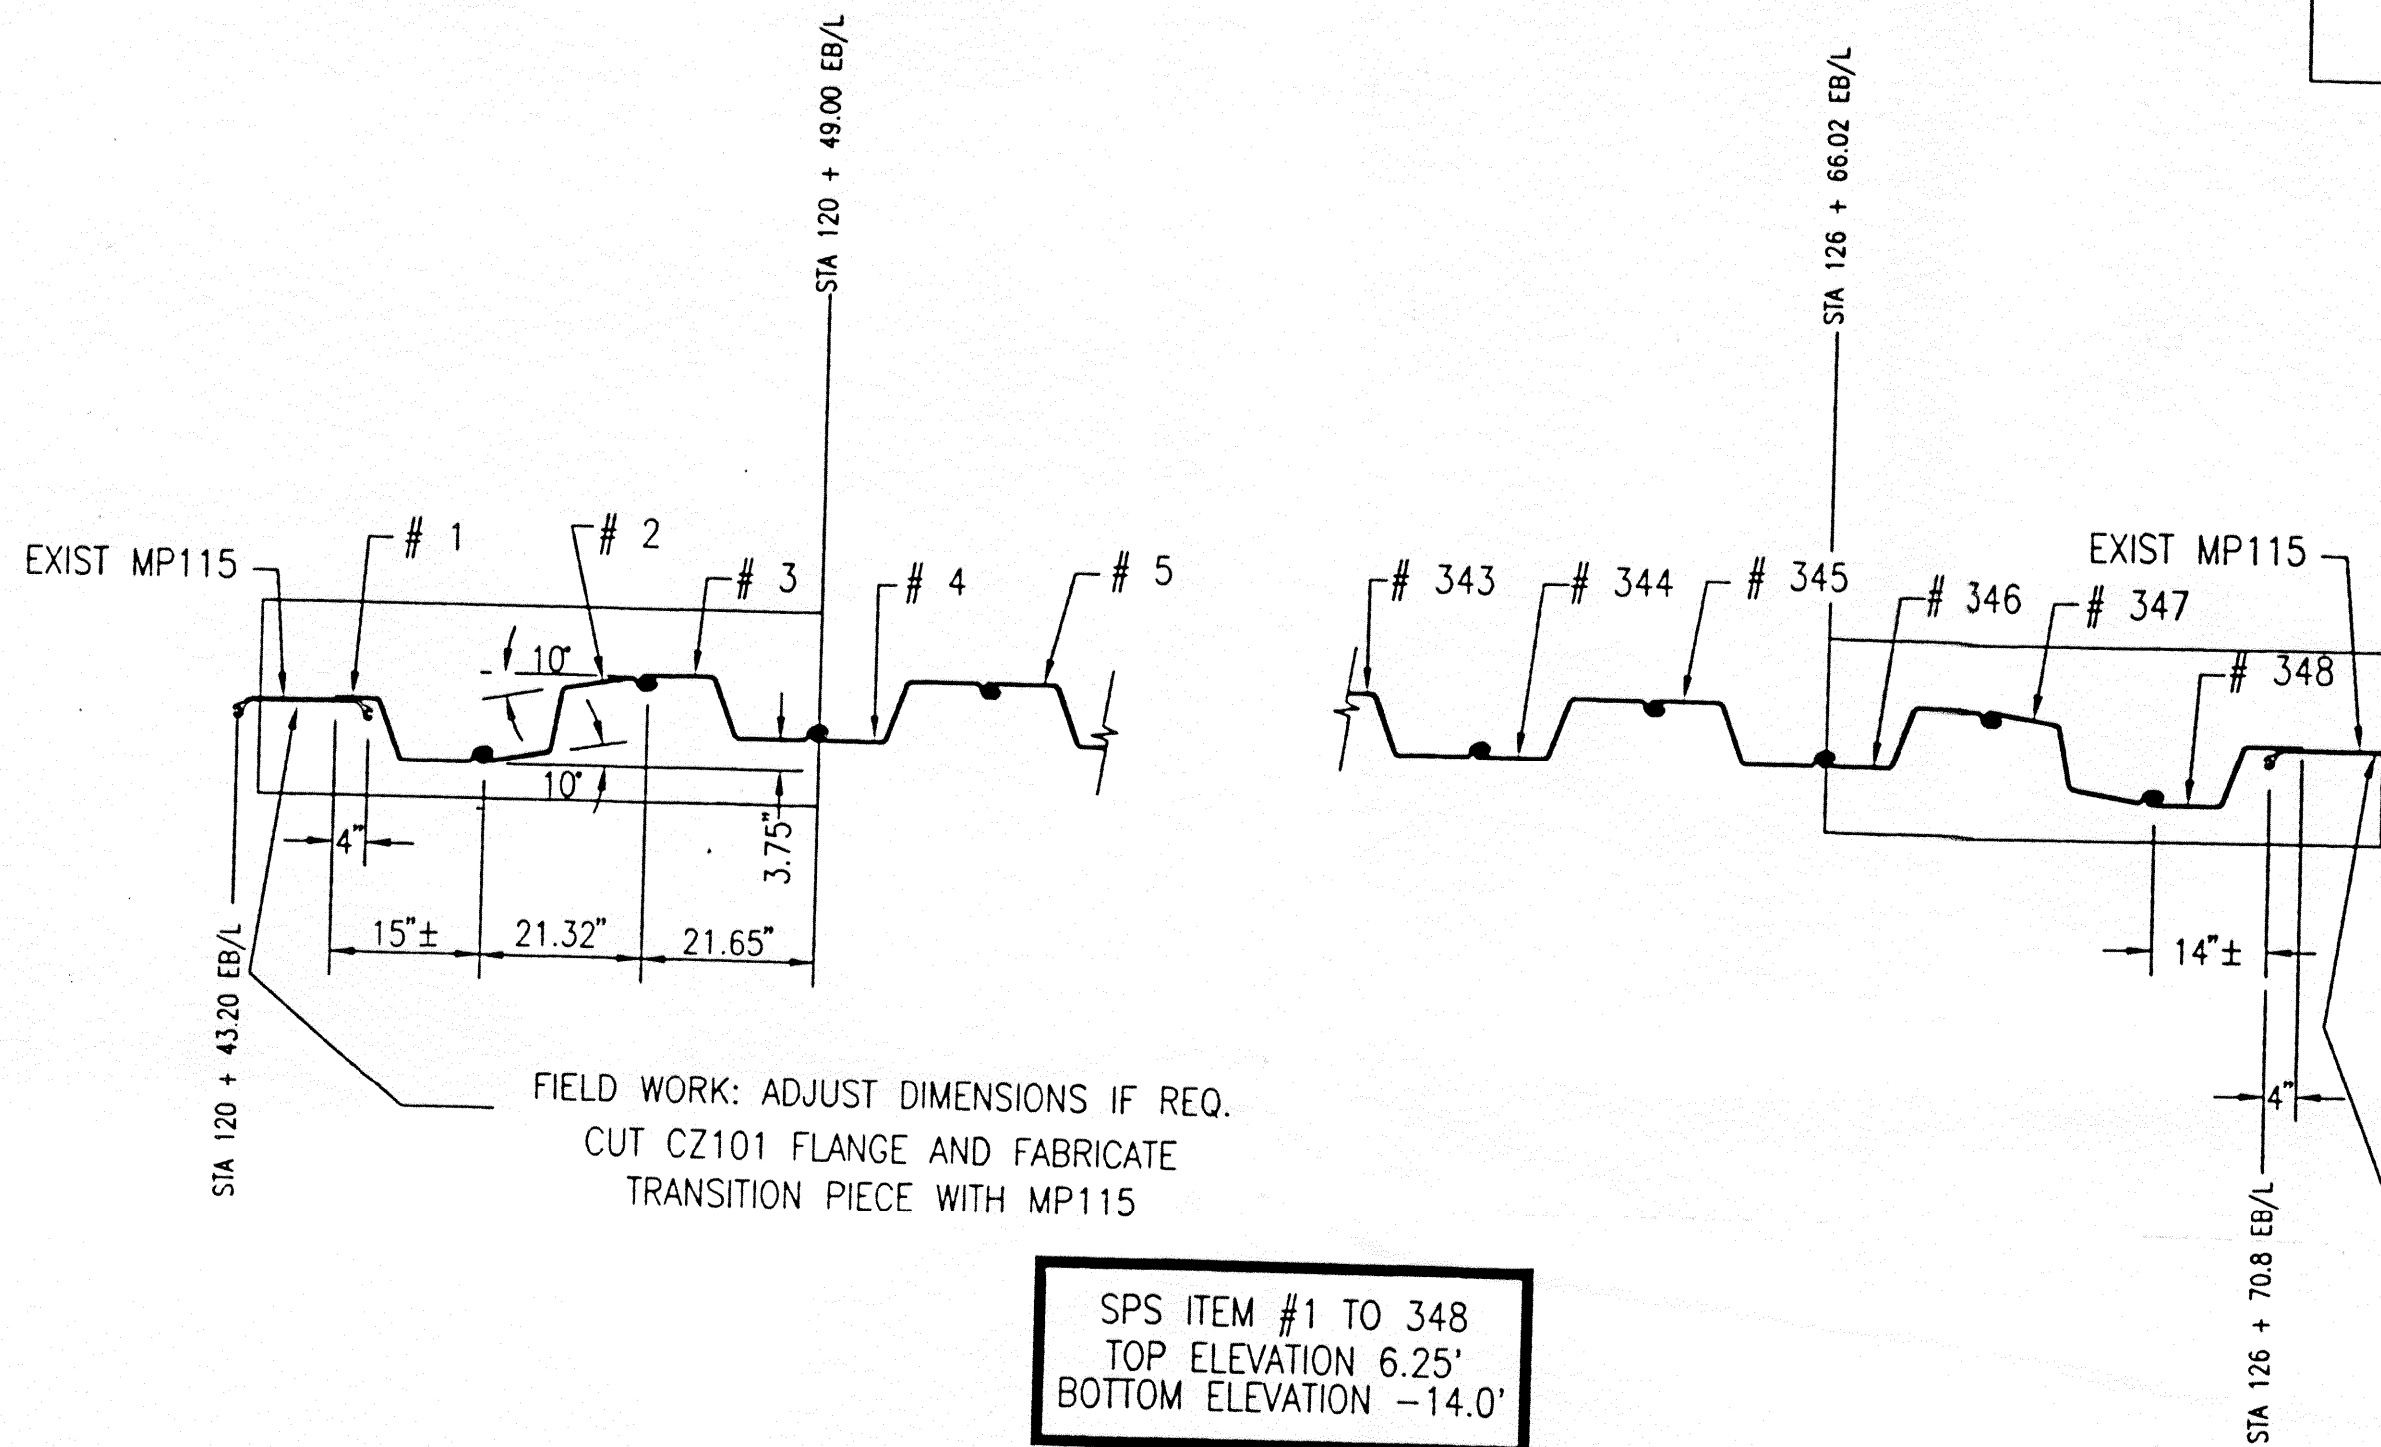 STA 120 + 49.00 EB/L
STA 126 + 66.02 EB/L
EXIST MP115
# 1
# 2
# 3
# 4
# 5
# 343
# 344
# 345
# 346
EXIST MP115
# 347
# 348
10°
10°
3.75"
4"
15"±
21.32"
21.65"
14"±
4"
STA 120 + 43.20 EB/L
STA 126 + 70.8 EB/L
FIELD WORK: ADJUST DIMENSIONS IF REQ.
CUT CZ101 FLANGE AND FABRICATE
TRANSITION PIECE WITH MP115
SPS ITEM #1 TO 348
TOP ELEVATION 6.25'
BOTTOM ELEVATION -14.0'